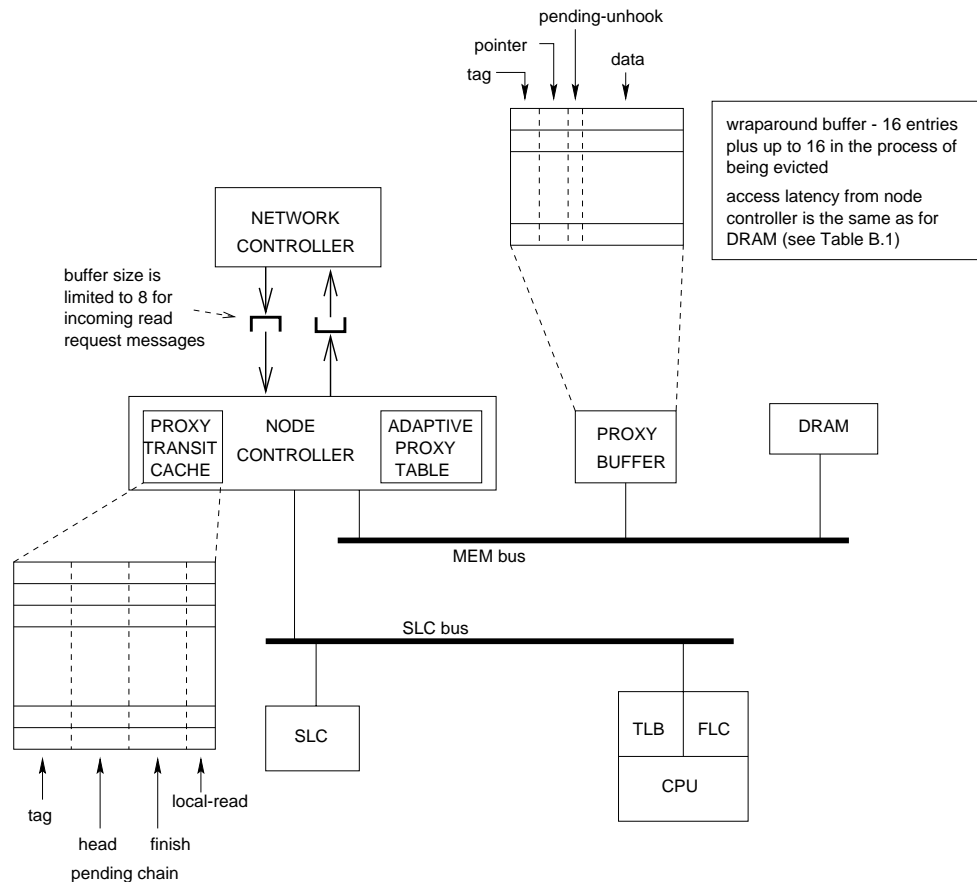 pending-unhook
pointer
data
tag
wraparound buffer - 16 entries
plus up to 16 in the process of
being evicted
access latency from node
controller is the same as for
DRAM (see Table B.1)
NETWORK
CONTROLLER
buffer size is
limited to 8 for
incoming read
request messages
PROXY
TRANSIT
CACHE
NODE
CONTROLLER
ADAPTIVE
PROXY
TABLE
PROXY
BUFFER
DRAM
MEM bus
SLC bus
SLC
TLB
FLC
CPU
tag
head
finish
local-read
pending chain